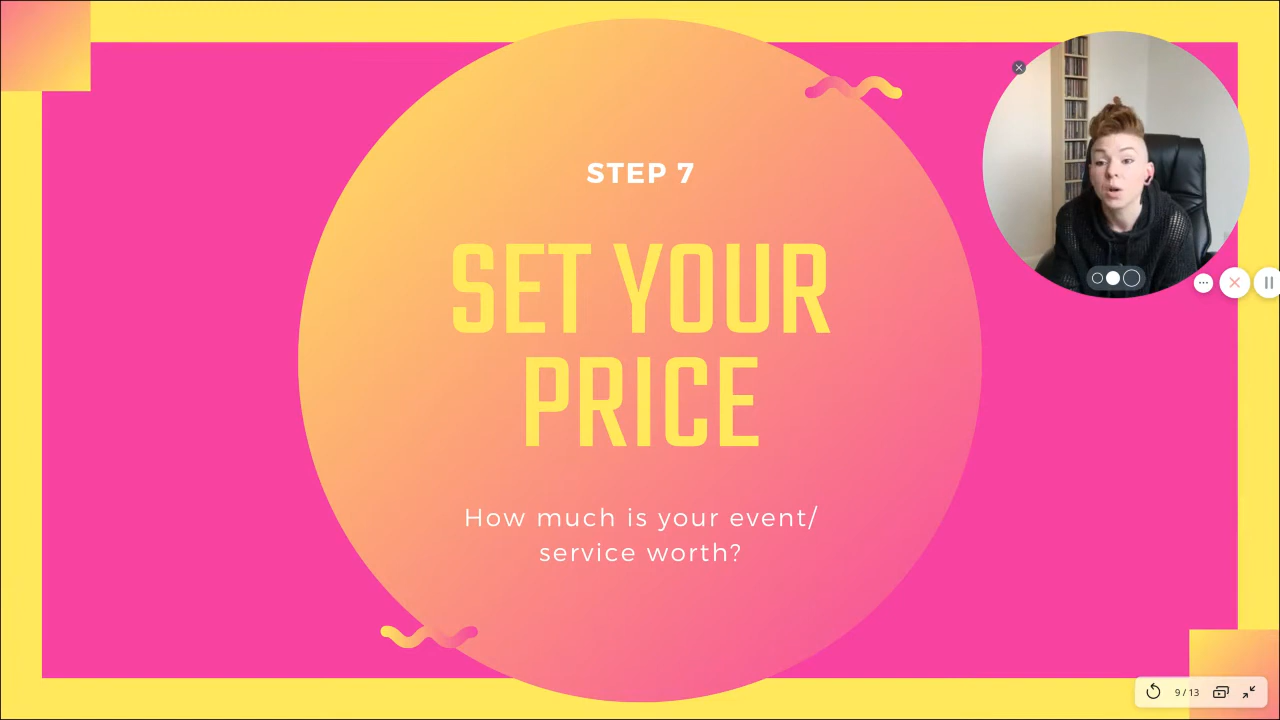 STEP 7
SET YOUR
PRICE
How much is your event/
service worth?
9 / 13